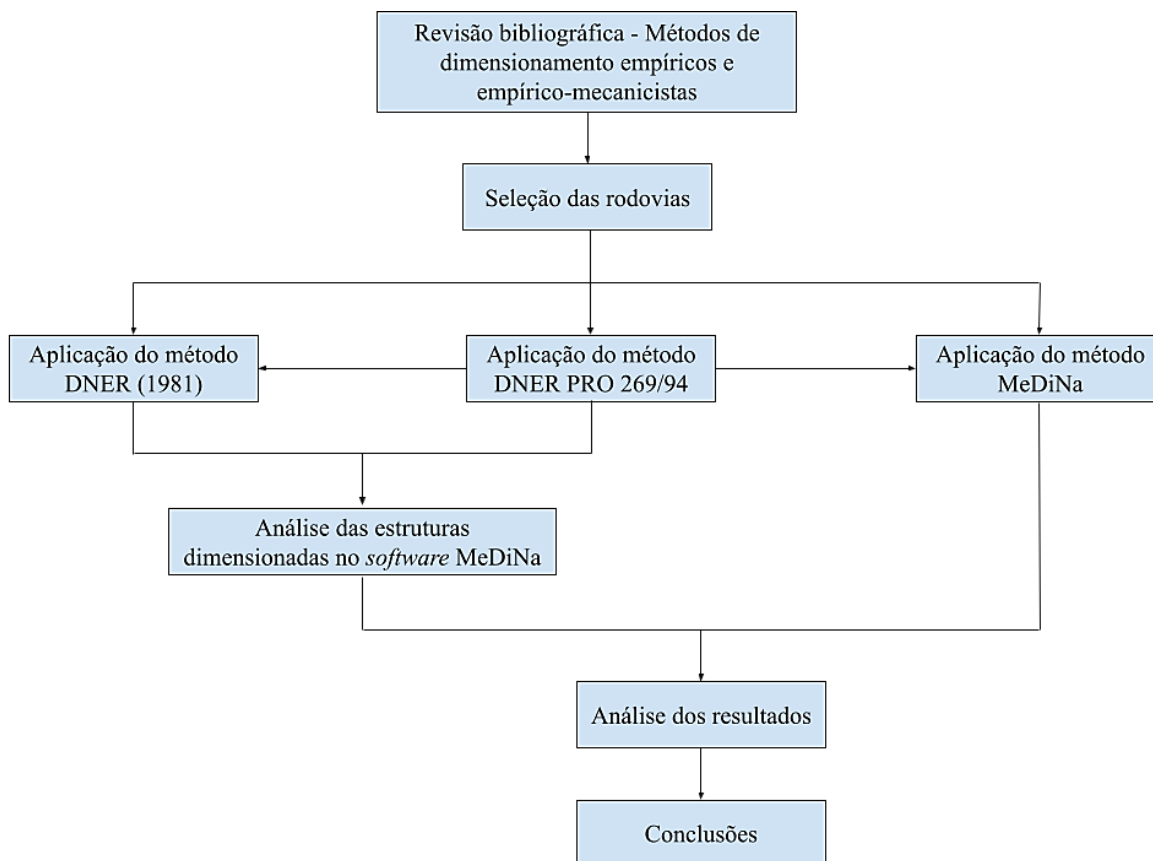 Revisão bibliográfica - Métodos de
dimensionamento empíricos e
empírico-mecanicistas
Seleção das rodovias
Aplicação do método
DNER (1981)
Aplicação do método
DNER PRO 269/94
Aplicação do método
MeDiNa
Análise das estruturas
dimensionadas no software MeDiNa
Análise dos resultados
Conclusões